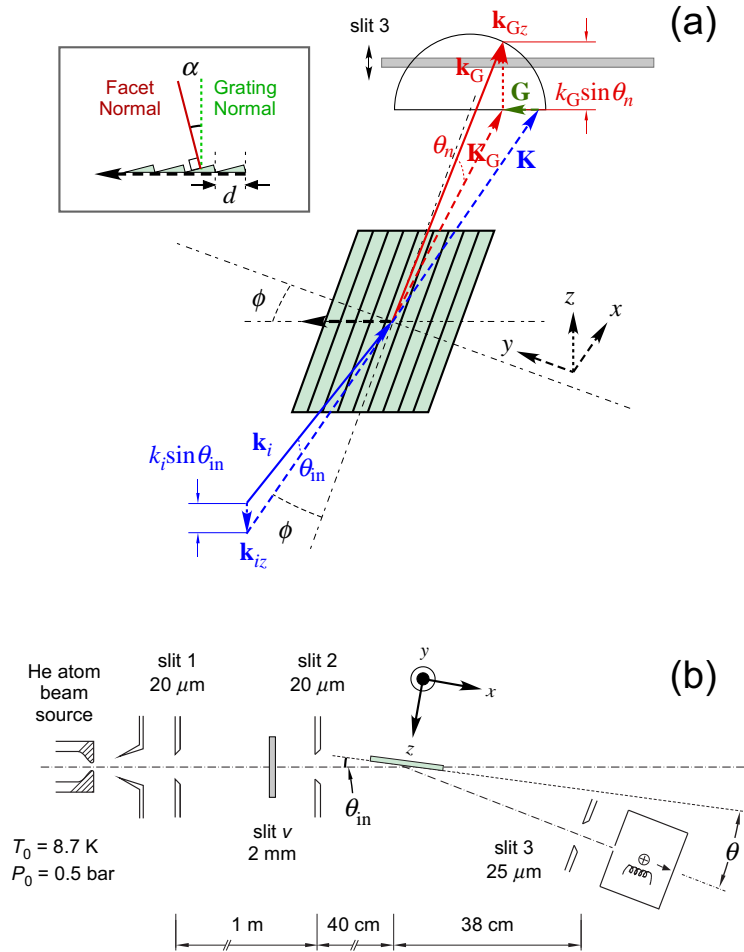 (a)
slit 3
k_Gz
k_G
G
k_G sin θ_n
θ_n
K_G
K
α
Facet Normal
Grating Normal
d
ϕ
z
x
y
k_i
k_i sin θ_in
θ_in
ϕ
k_iz
(b)
He atom
beam
source
slit 1
20 μm
slit 2
20 μm
y
x
z
θ_in
slit v
2 mm
T_0 = 8.7 K
P_0 = 0.5 bar
slit 3
25 μm
θ
1 m
40 cm
38 cm